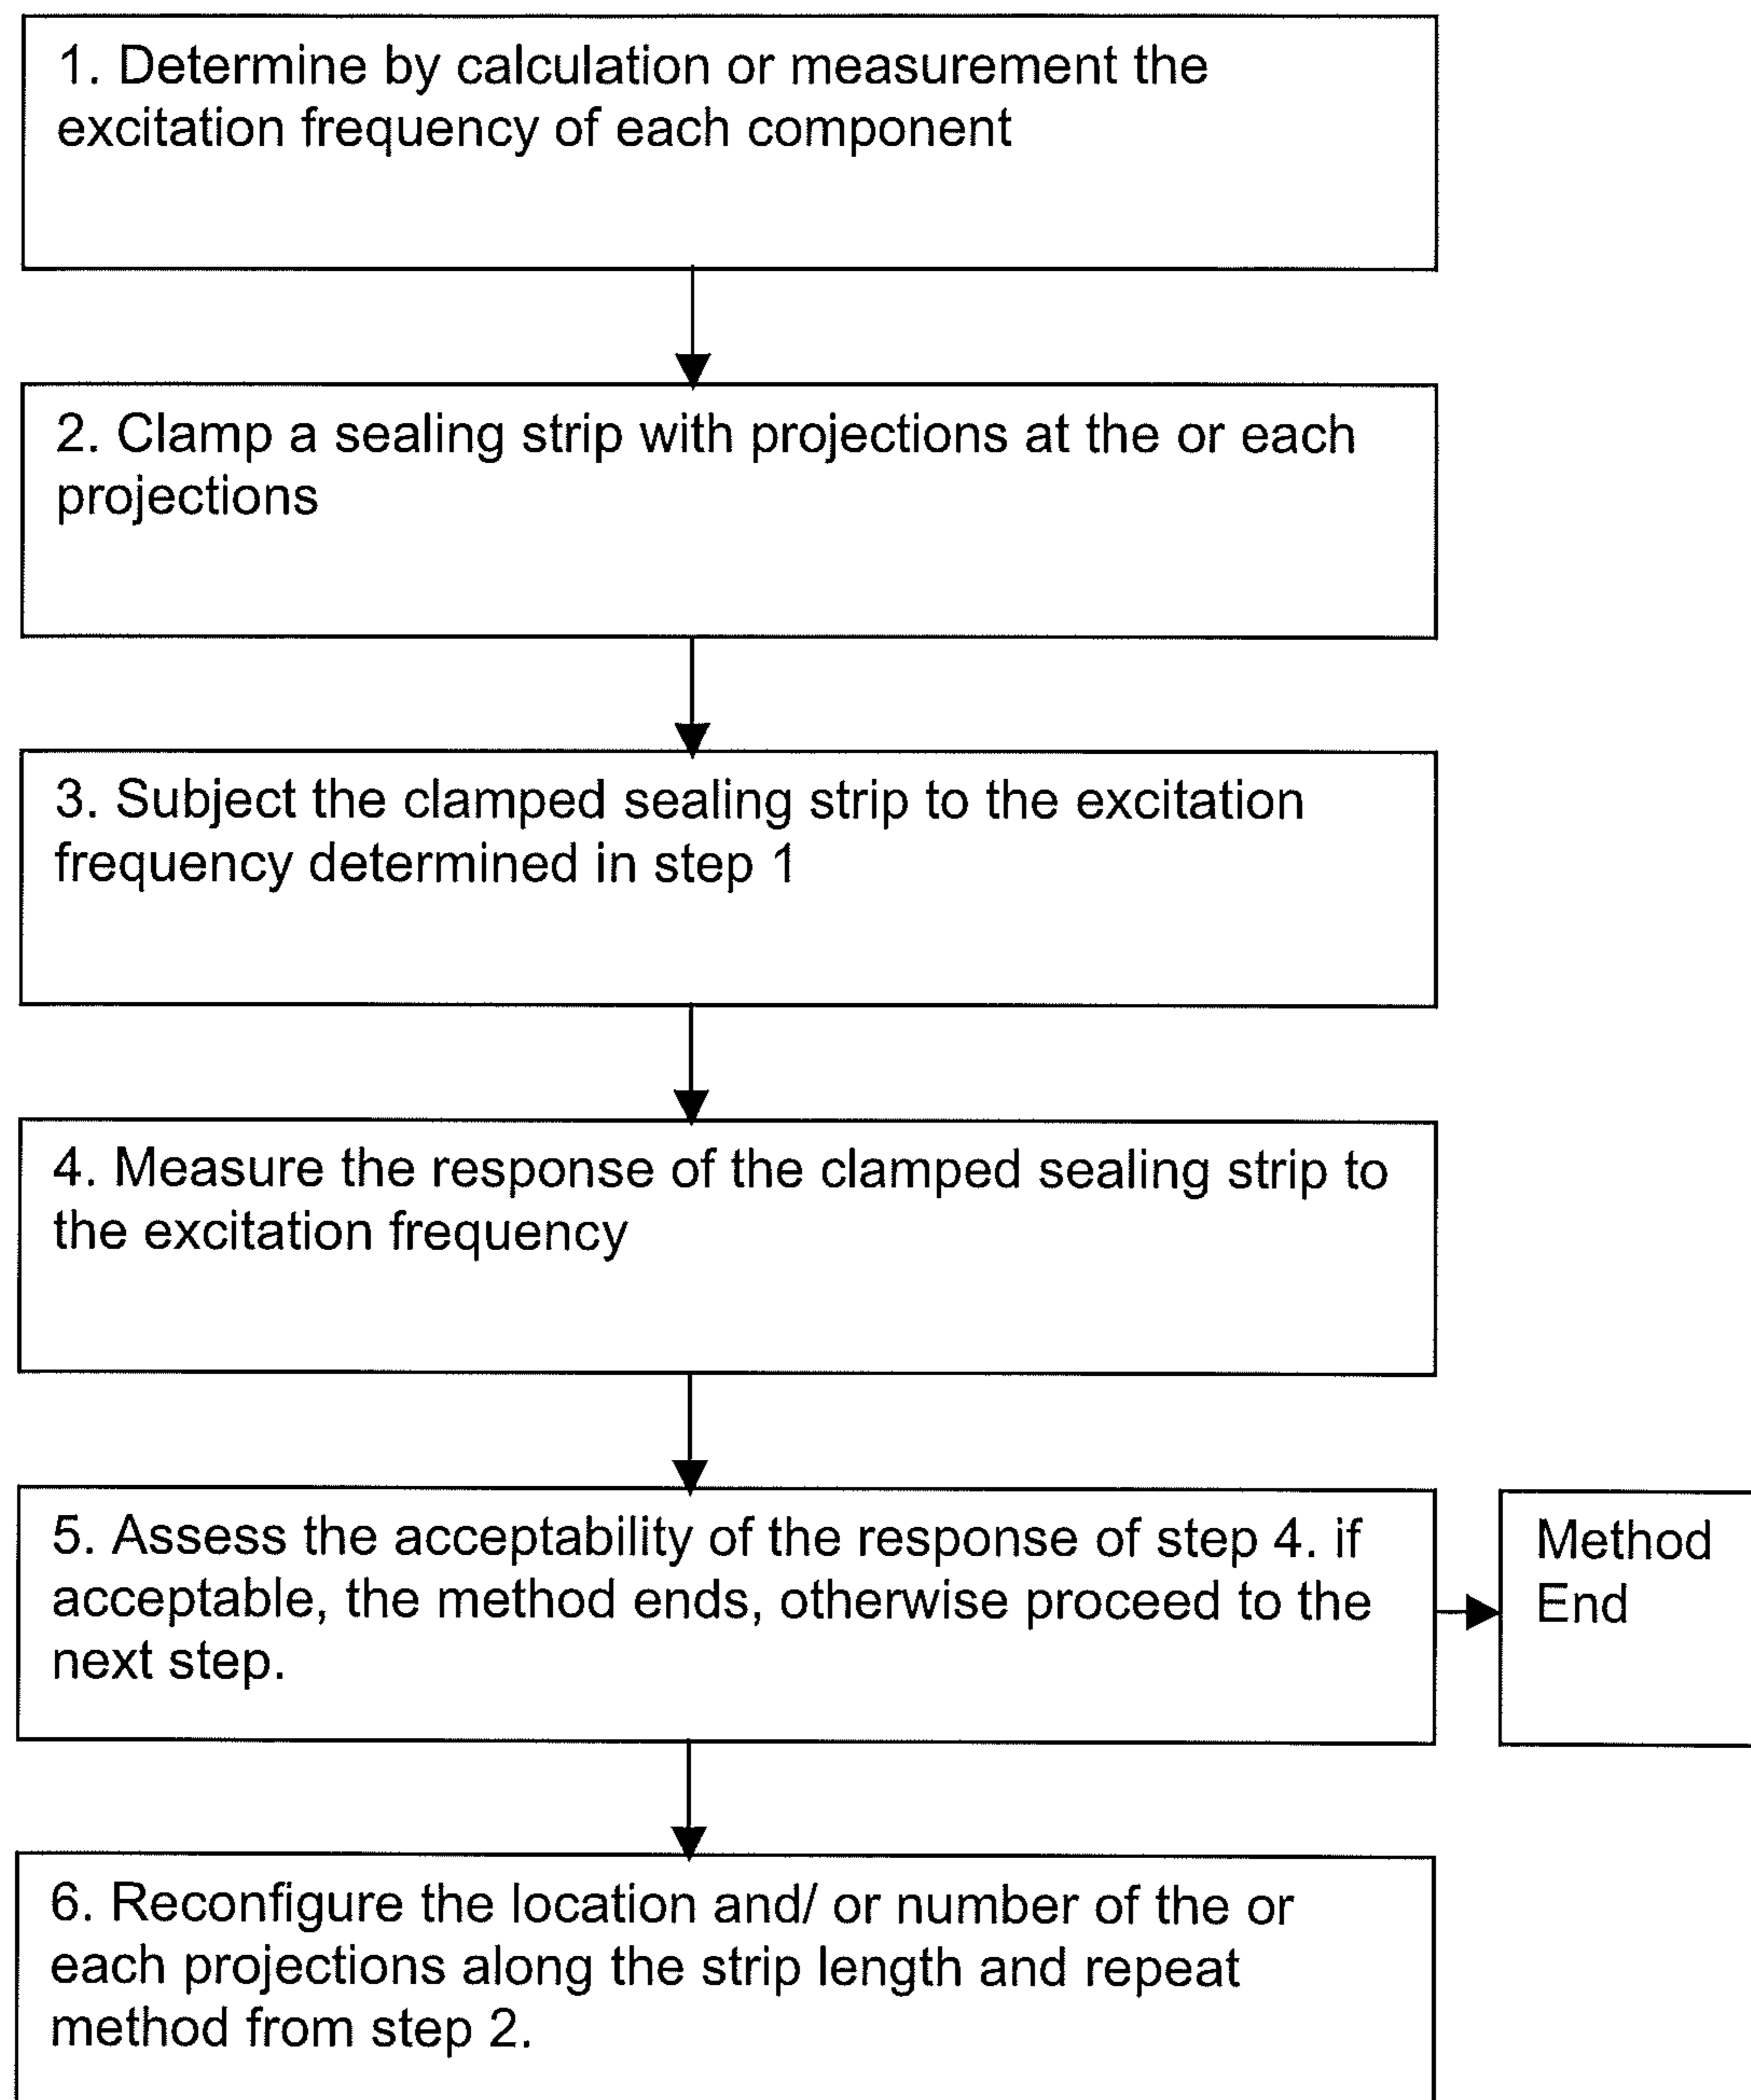 1. Determine by calculation or measurement the
excitation frequency of each component
2. Clamp a sealing strip with projections at the or each
projections
3. Subject the clamped sealing strip to the excitation
frequency determined in step 1
4. Measure the response of the clamped sealing strip to
the excitation frequency
5. Assess the acceptability of the response of step 4. if
acceptable, the method ends, otherwise proceed to the
next step.
Method
End
6. Reconfigure the location and/ or number of the or
each projections along the strip length and repeat
method from step 2.